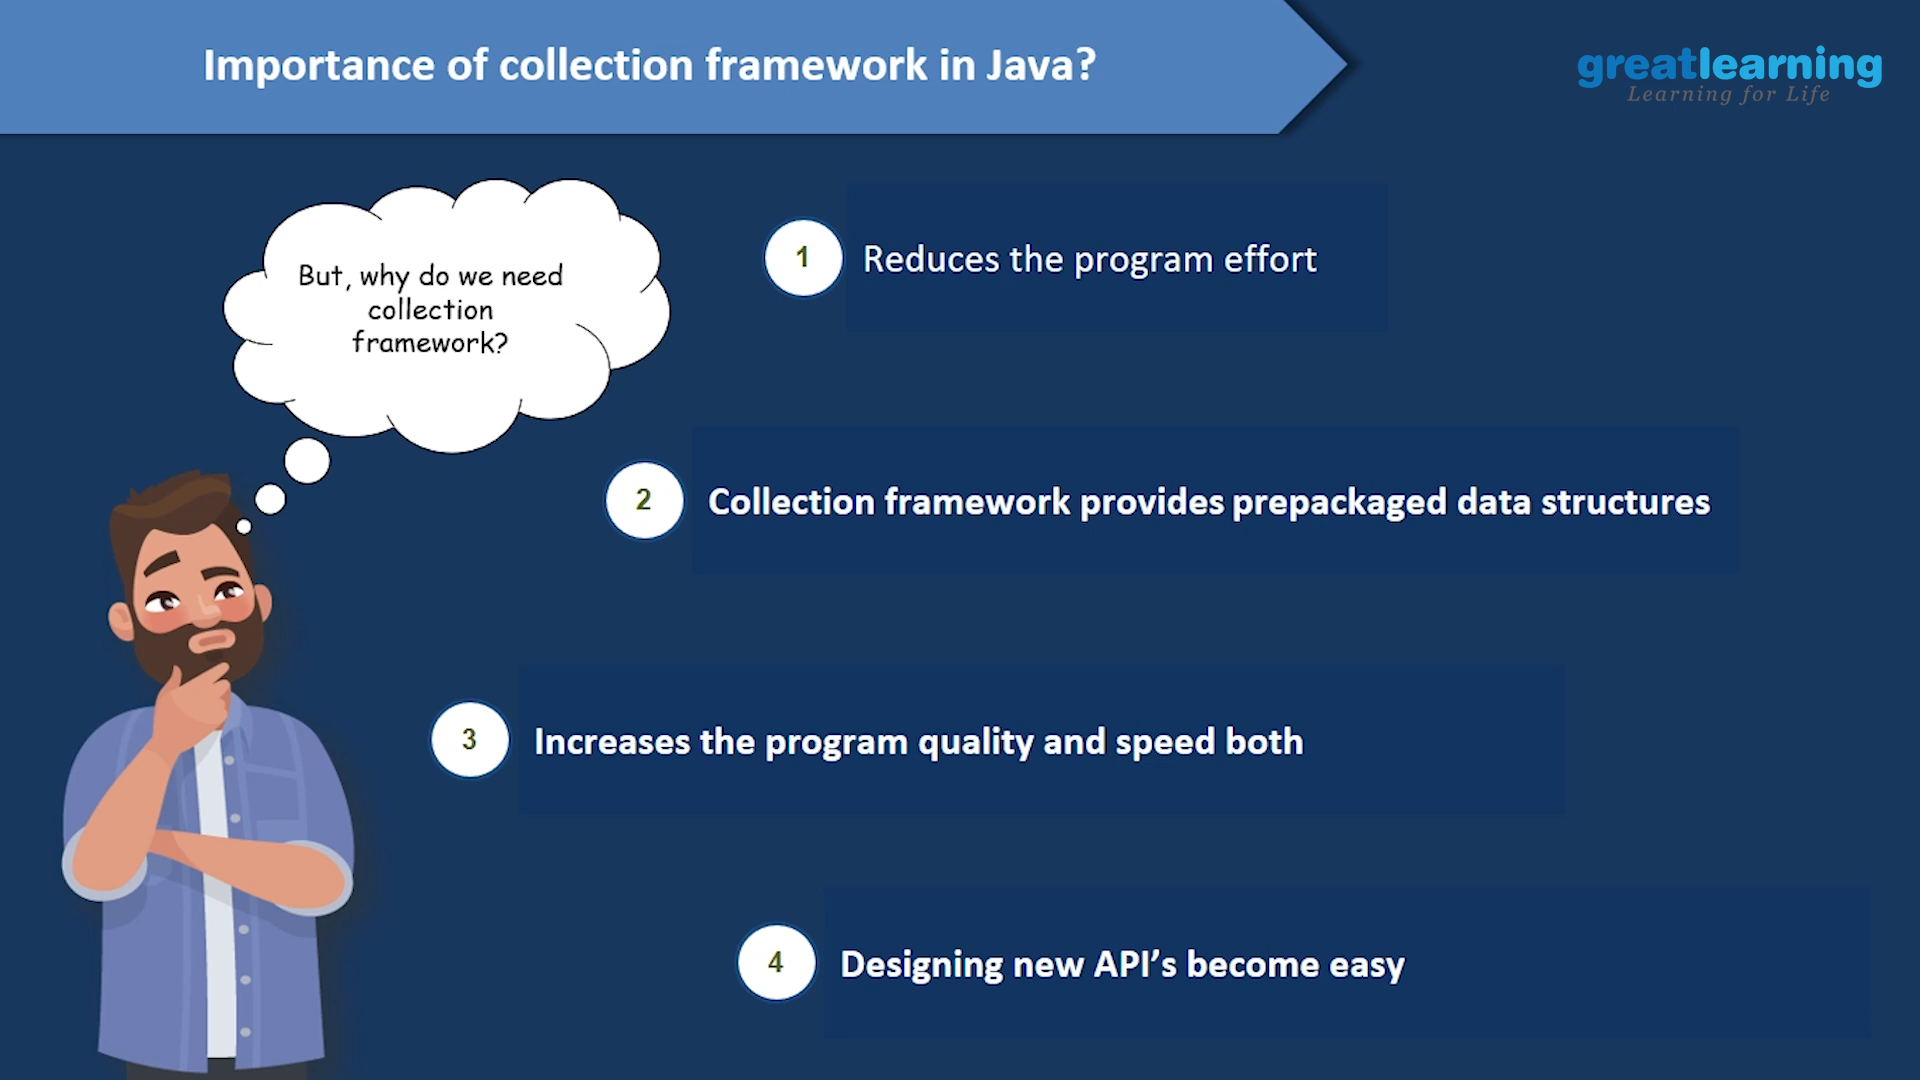 Importance of collection framework in Java?
greatlearning
Learning for Life
But, why do we need
collection
framework?
1 Reduces the program effort
2 Collection framework provides prepackaged data structures
3 Increases the program quality and speed both
4 Designing new API’s become easy